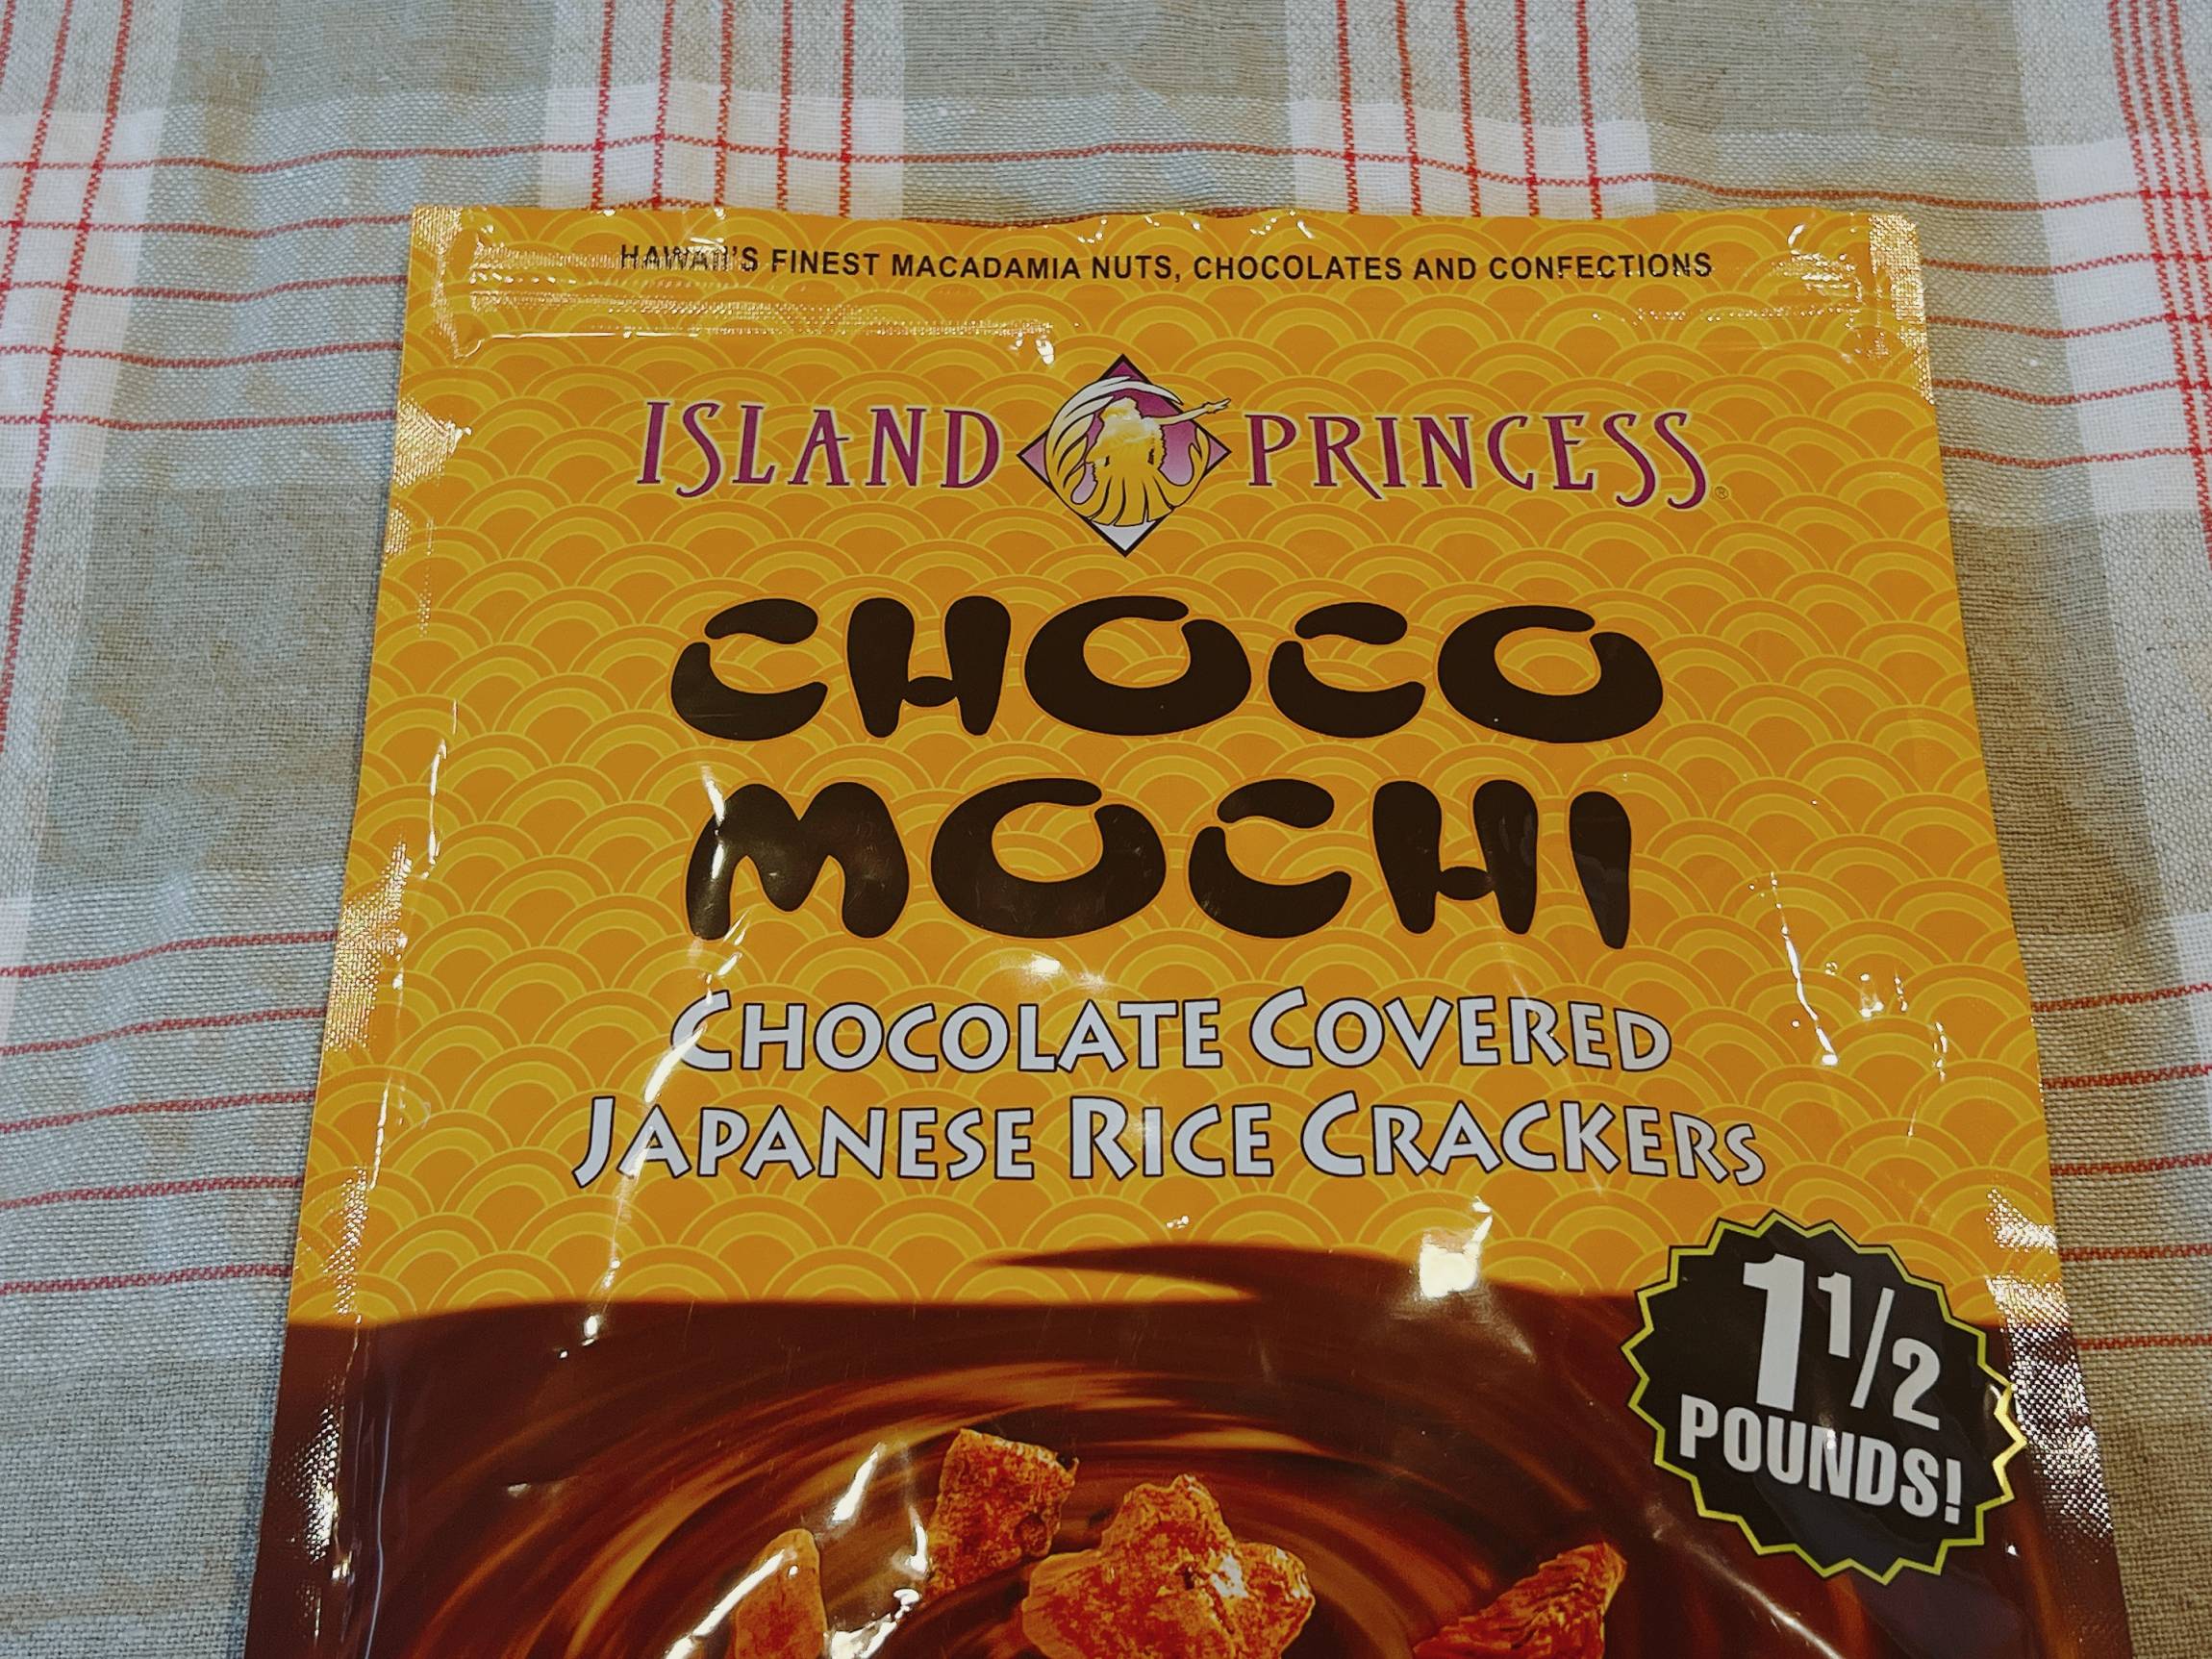 HAWAII'S FINEST MACADAMIA NUTS, CHOCOLATES AND CONFECTIONS
ISLAND PRINCESS®
CHOCO
MOCHI
CHOCOLATE COVERED
JAPANESE RICE CRACKERS
1 1/2
POUNDS!